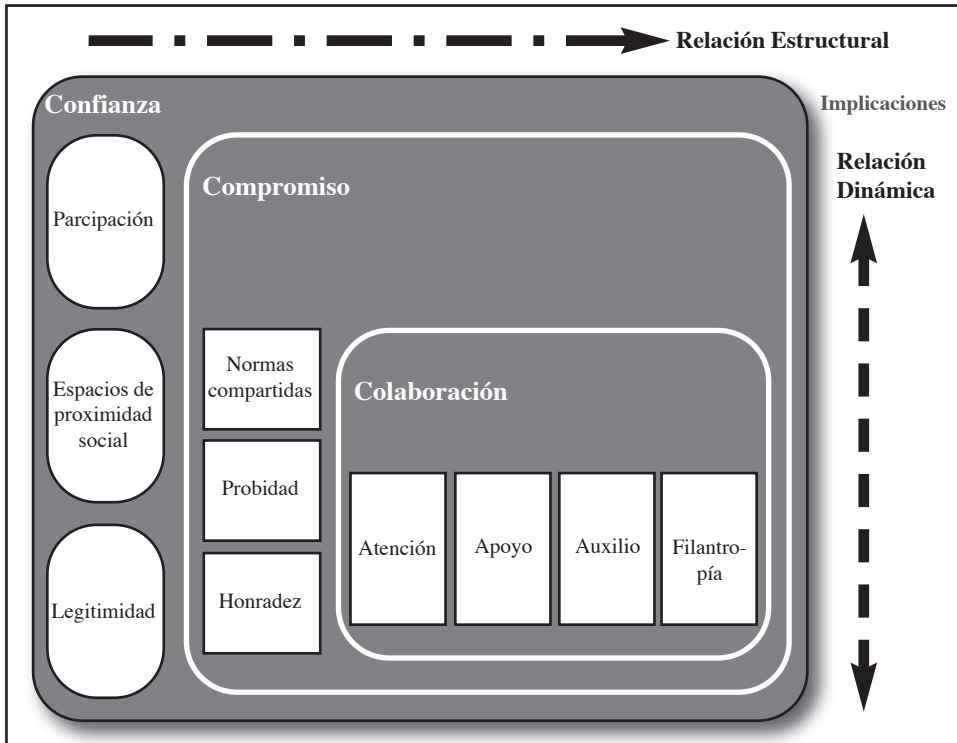 Relación Estructural
Confianza
Implicaciones
Relación
Dinámica
Parcipación
Espacios de
proximidad
social
Legitimidad
Compromiso
Normas
compartidas
Probidad
Honradez
Colaboración
Atención
Apoyo
Auxilio
Filantro-
pía